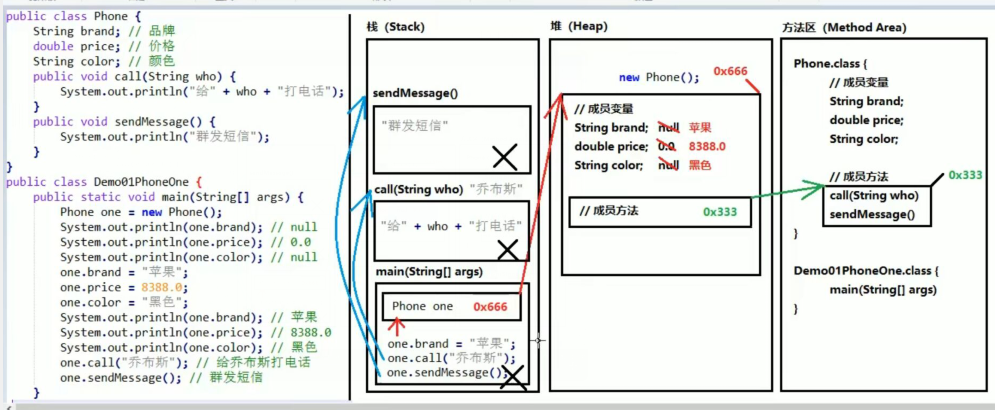 public class Phone {
String brand; // 品牌
double price; // 价格
String color; // 颜色
public void call(String who) {
System.out.println("给" + who + "打电话");
}
public void sendMessage() {
System.out.println("群发短信");
}
}
public class Demo01PhoneOne {
public static void main(String[] args) {
Phone one = new Phone();
System.out.println(one.brand); // null
System.out.println(one.price); // 0.0
System.out.println(one.color); // null
one.brand = "苹果";
one.price = 8388.0;
one.color = "黑色";
System.out.println(one.brand); // 苹果
System.out.println(one.price); // 8388.0
System.out.println(one.color); // 黑色
one.call("乔布斯"); // 给乔布斯打电话
one.sendMessage(); // 群发短信
}
栈（Stack）
sendMessage()
"群发短信"
call(String who) "乔布斯"
"给" + who + "打电话"
main(String[] args)
Phone one 0x666
one.brand = "苹果";
one.call("乔布斯");
one.sendMessage();
堆（Heap）
new Phone(); 0x666
// 成员变量
String brand; null 苹果
double price; 0.0 8388.0
String color; null 黑色
// 成员方法 0x333
方法区（Method Area）
Phone.class {
// 成员变量
String brand;
double price;
String color;
// 成员方法 0x333
call(String who)
sendMessage()
}
Demo01PhoneOne.class {
main(String[] args)
}